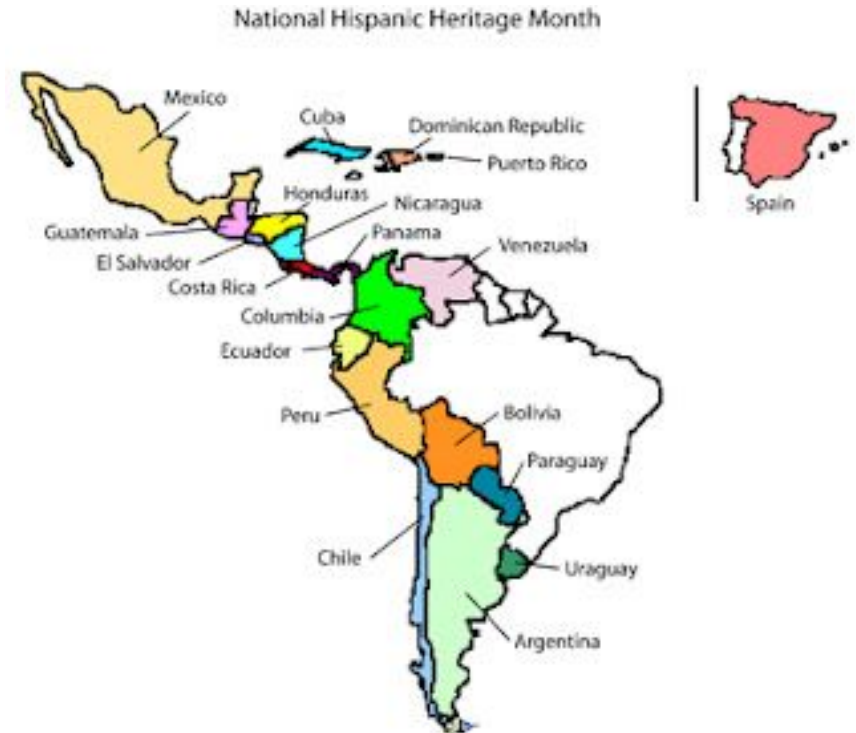 National Hispanic Heritage Month
Mexico
Cuba
Dominican Republic
Puerto Rico
Spain
Honduras
Nicaragua
Guatemala
Panama
Venezuela
El Salvador
Costa Rica
Columbia
Ecuador
Peru
Bolivia
Paraguay
Chile
Uraguay
Argentina